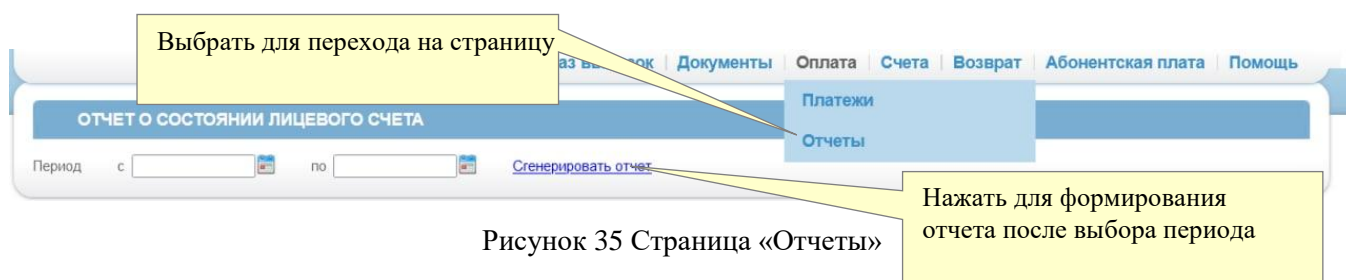 Выбрать для перехода на страницу
Документы Оплата Счета Возврат Абонентская плата Помощь
Платежи
ОТЧЕТ О СОСТОЯНИИ ЛИЦЕВОГО СЧЕТА
Отчеты
Период с по Сгенерировать отчет
Нажать для формирования
отчета после выбора периода
Рисунок 35 Страница «Отчеты»